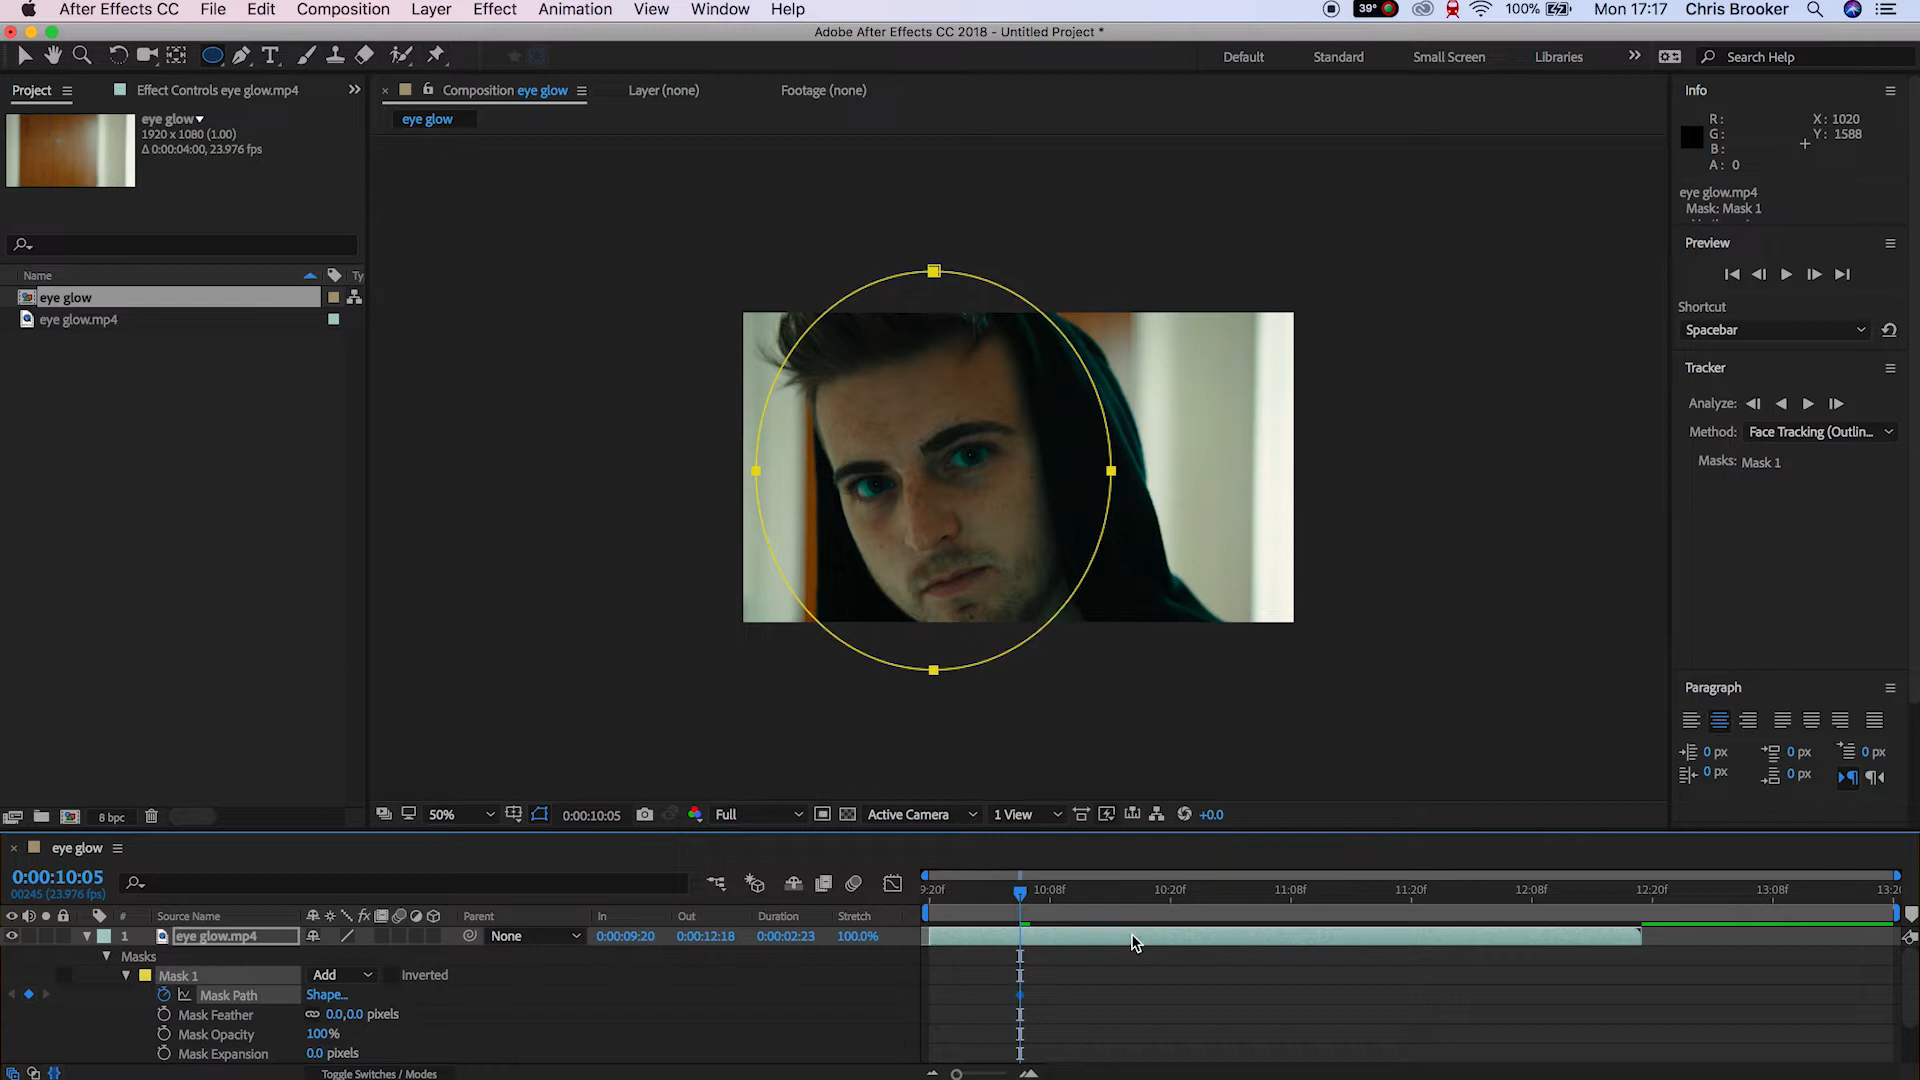 After Effects CC File Edit Composition Layer Effect Animation View Window Help 39° 100% Mon 17:17 Chris Brooker
Adobe After Effects CC 2018 - Untitled Project *
Default Standard Small Screen Libraries Search Help
Project Effect Controls eye glow.mp4
Composition eye glow Layer (none) Footage (none)
Info
eye glow
1920 x 1080 (1.00)
Δ 0:00:04:00, 23.976 fps
eye glow
R: X: 1020
G: Y: 1588
B:
A: 0
eye glow.mp4
Mask: Mask 1
Preview
Name Ty
eye glow
eye glow.mp4
Shortcut
Spacebar
Tracker
Analyze:
Method: Face Tracking (Outlin...
Masks: Mask 1
Paragraph
0 px 0 px 0 px
0 px 0 px
8 bpc
50% 0:00:10:05 Full Active Camera 1 View +0.0
eye glow
0:00:10:05
00245 (23.976 fps)
9:20f 10:08f 10:20f 11:08f 11:20f 12:08f 12:20f 13:08f 13:20
# Source Name Parent In Out Duration Stretch
1 eye glow.mp4 None 0:00:09:20 0:00:12:18 0:00:02:23 100.0%
Masks
Mask 1 Add Inverted
Mask Path Shape...
Mask Feather 0.0,0.0 pixels
Mask Opacity 100%
Mask Expansion 0.0 pixels
Toggle Switches / Modes